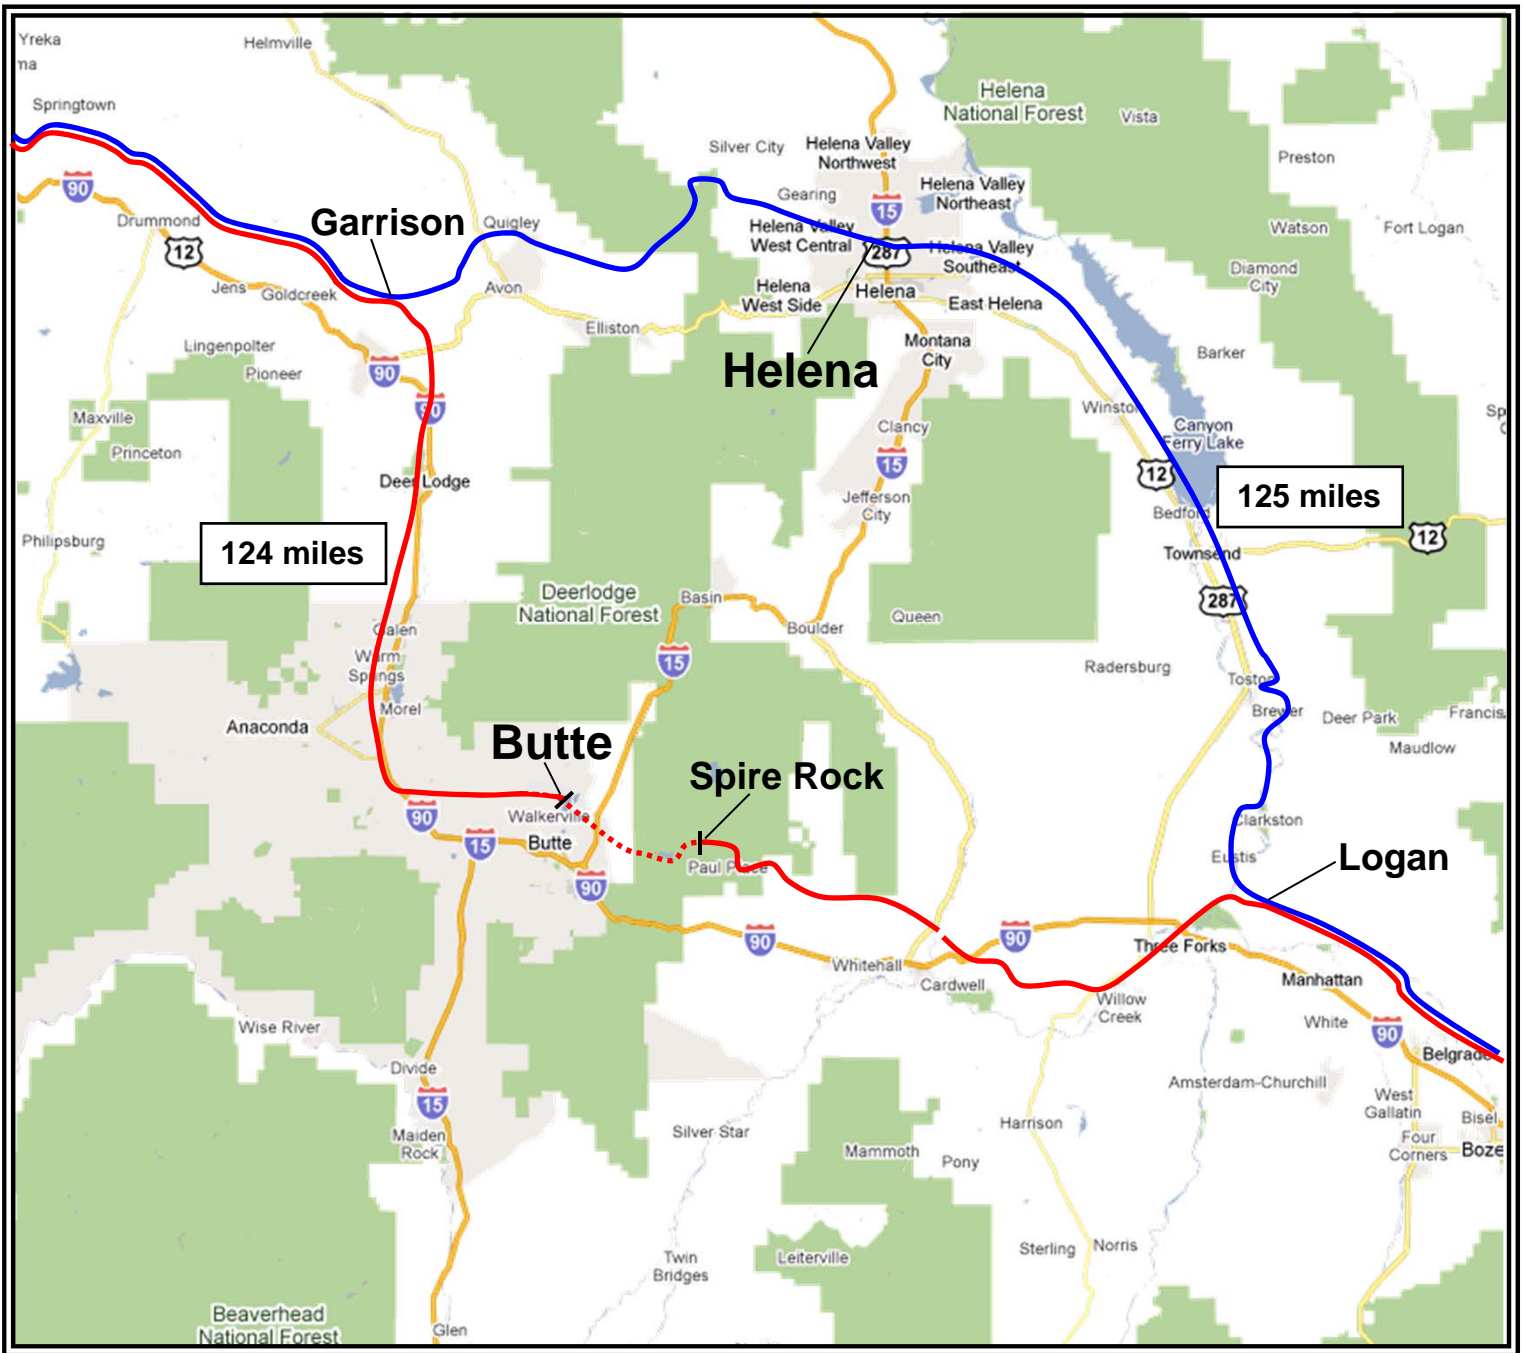 Yreka
ma
Helmville
Springtown
Helena
National Forest
Vista
Silver City
Helena Valley
Northwest
Preston
90
Gearing
Helena Valley
Northeast
15
Drummond
Garrison
Quigley
Helena Valley
West Central
Watson
Fort Logan
12
287
Helena Valley
Southeast
Diamond
City
Jens
Goldcreek
Avon
Helena
West Side
Helena
East Helena
Elliston
Lingenpolter
Pioneer
90
Helena
Montana
City
Barker
90
Maxville
Winston
Sp
Clancy
Canyon
Ferry Lake
Princeton
15
12
Deer Lodge
125 miles
Jefferson
City
Bedford
Philipsburg
124 miles
Townsend
12
Deerlodge
National Forest
Basin
287
Queen
Galen
Boulder
Warm
Springs
15
Radersburg
Toston
Morel
Brewer
Deer Park
Francis
Anaconda
Butte
Maudlow
Spire Rock
90
Walkerville
Clarkston
15
Butte
Paul Place
Eustis
Logan
90
90
90
Three Forks
Whitehall
Cardwell
Manhattan
Willow
Creek
White
90
Wise River
Belgrade
Divide
Amsterdam-Churchill
West
Gallatin
15
Bisel
Harrison
Maiden
Rock
Silver Star
Mammoth
Pony
Four
Corners
Boze
Sterling
Norris
Twin
Bridges
Leiterville
Beaverhead
National Forest
Glen